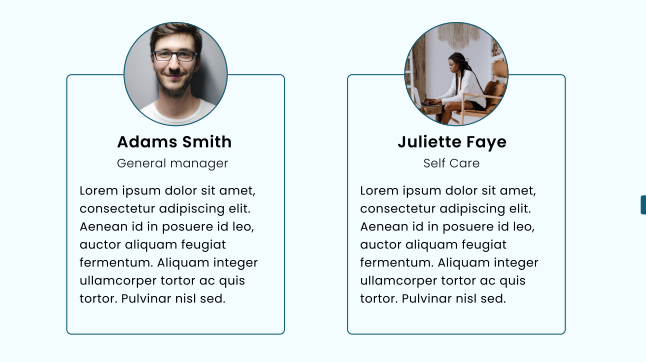 Adams Smith
General manager
Lorem ipsum dolor sit amet,
consectetur adipiscing elit.
Aenean id in posuere id leo,
auctor aliquam feugiat
fermentum. Aliquam integer
ullamcorper tortor ac quis
tortor. Pulvinar nisl sed.
Juliette Faye
Self Care
Lorem ipsum dolor sit amet,
consectetur adipiscing elit.
Aenean id in posuere id leo,
auctor aliquam feugiat
fermentum. Aliquam integer
ullamcorper tortor ac quis
tortor. Pulvinar nisl sed.